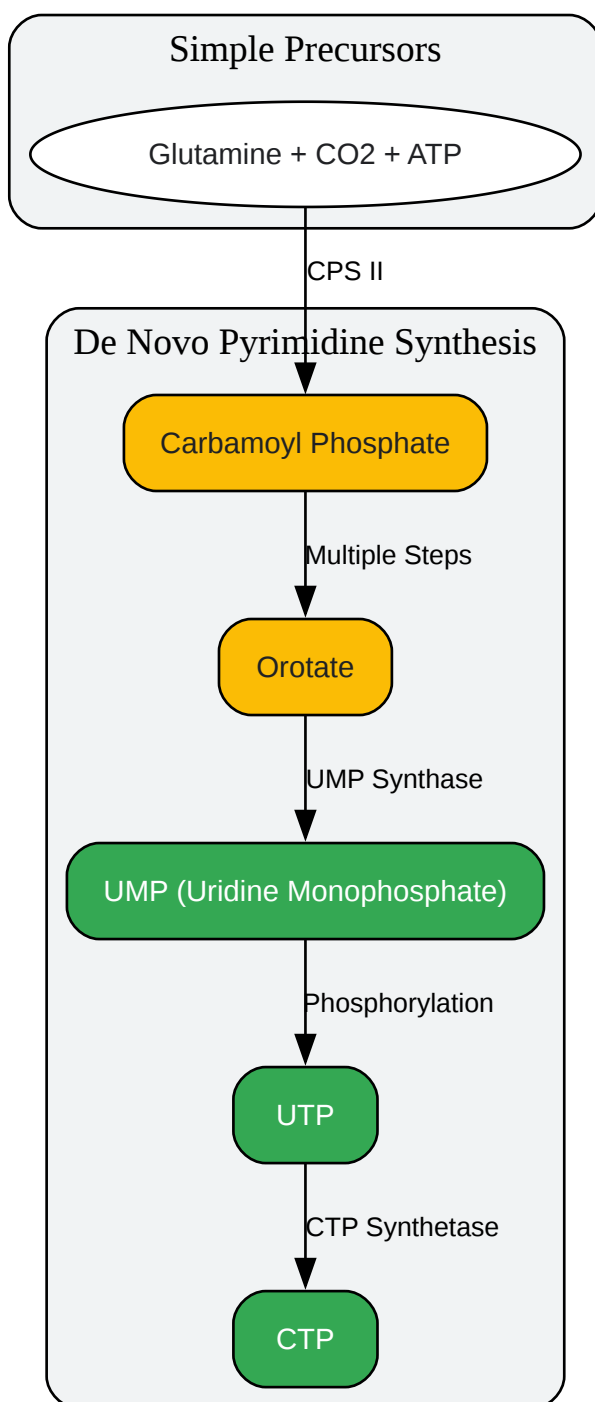 Simple Precursors
Glutamine + CO2 + ATP
CPS II
De Novo Pyrimidine Synthesis
Carbamoyl Phosphate
Multiple Steps
Orotate
UMP Synthase
UMP (Uridine Monophosphate)
Phosphorylation
UTP
CTP Synthetase
CTP